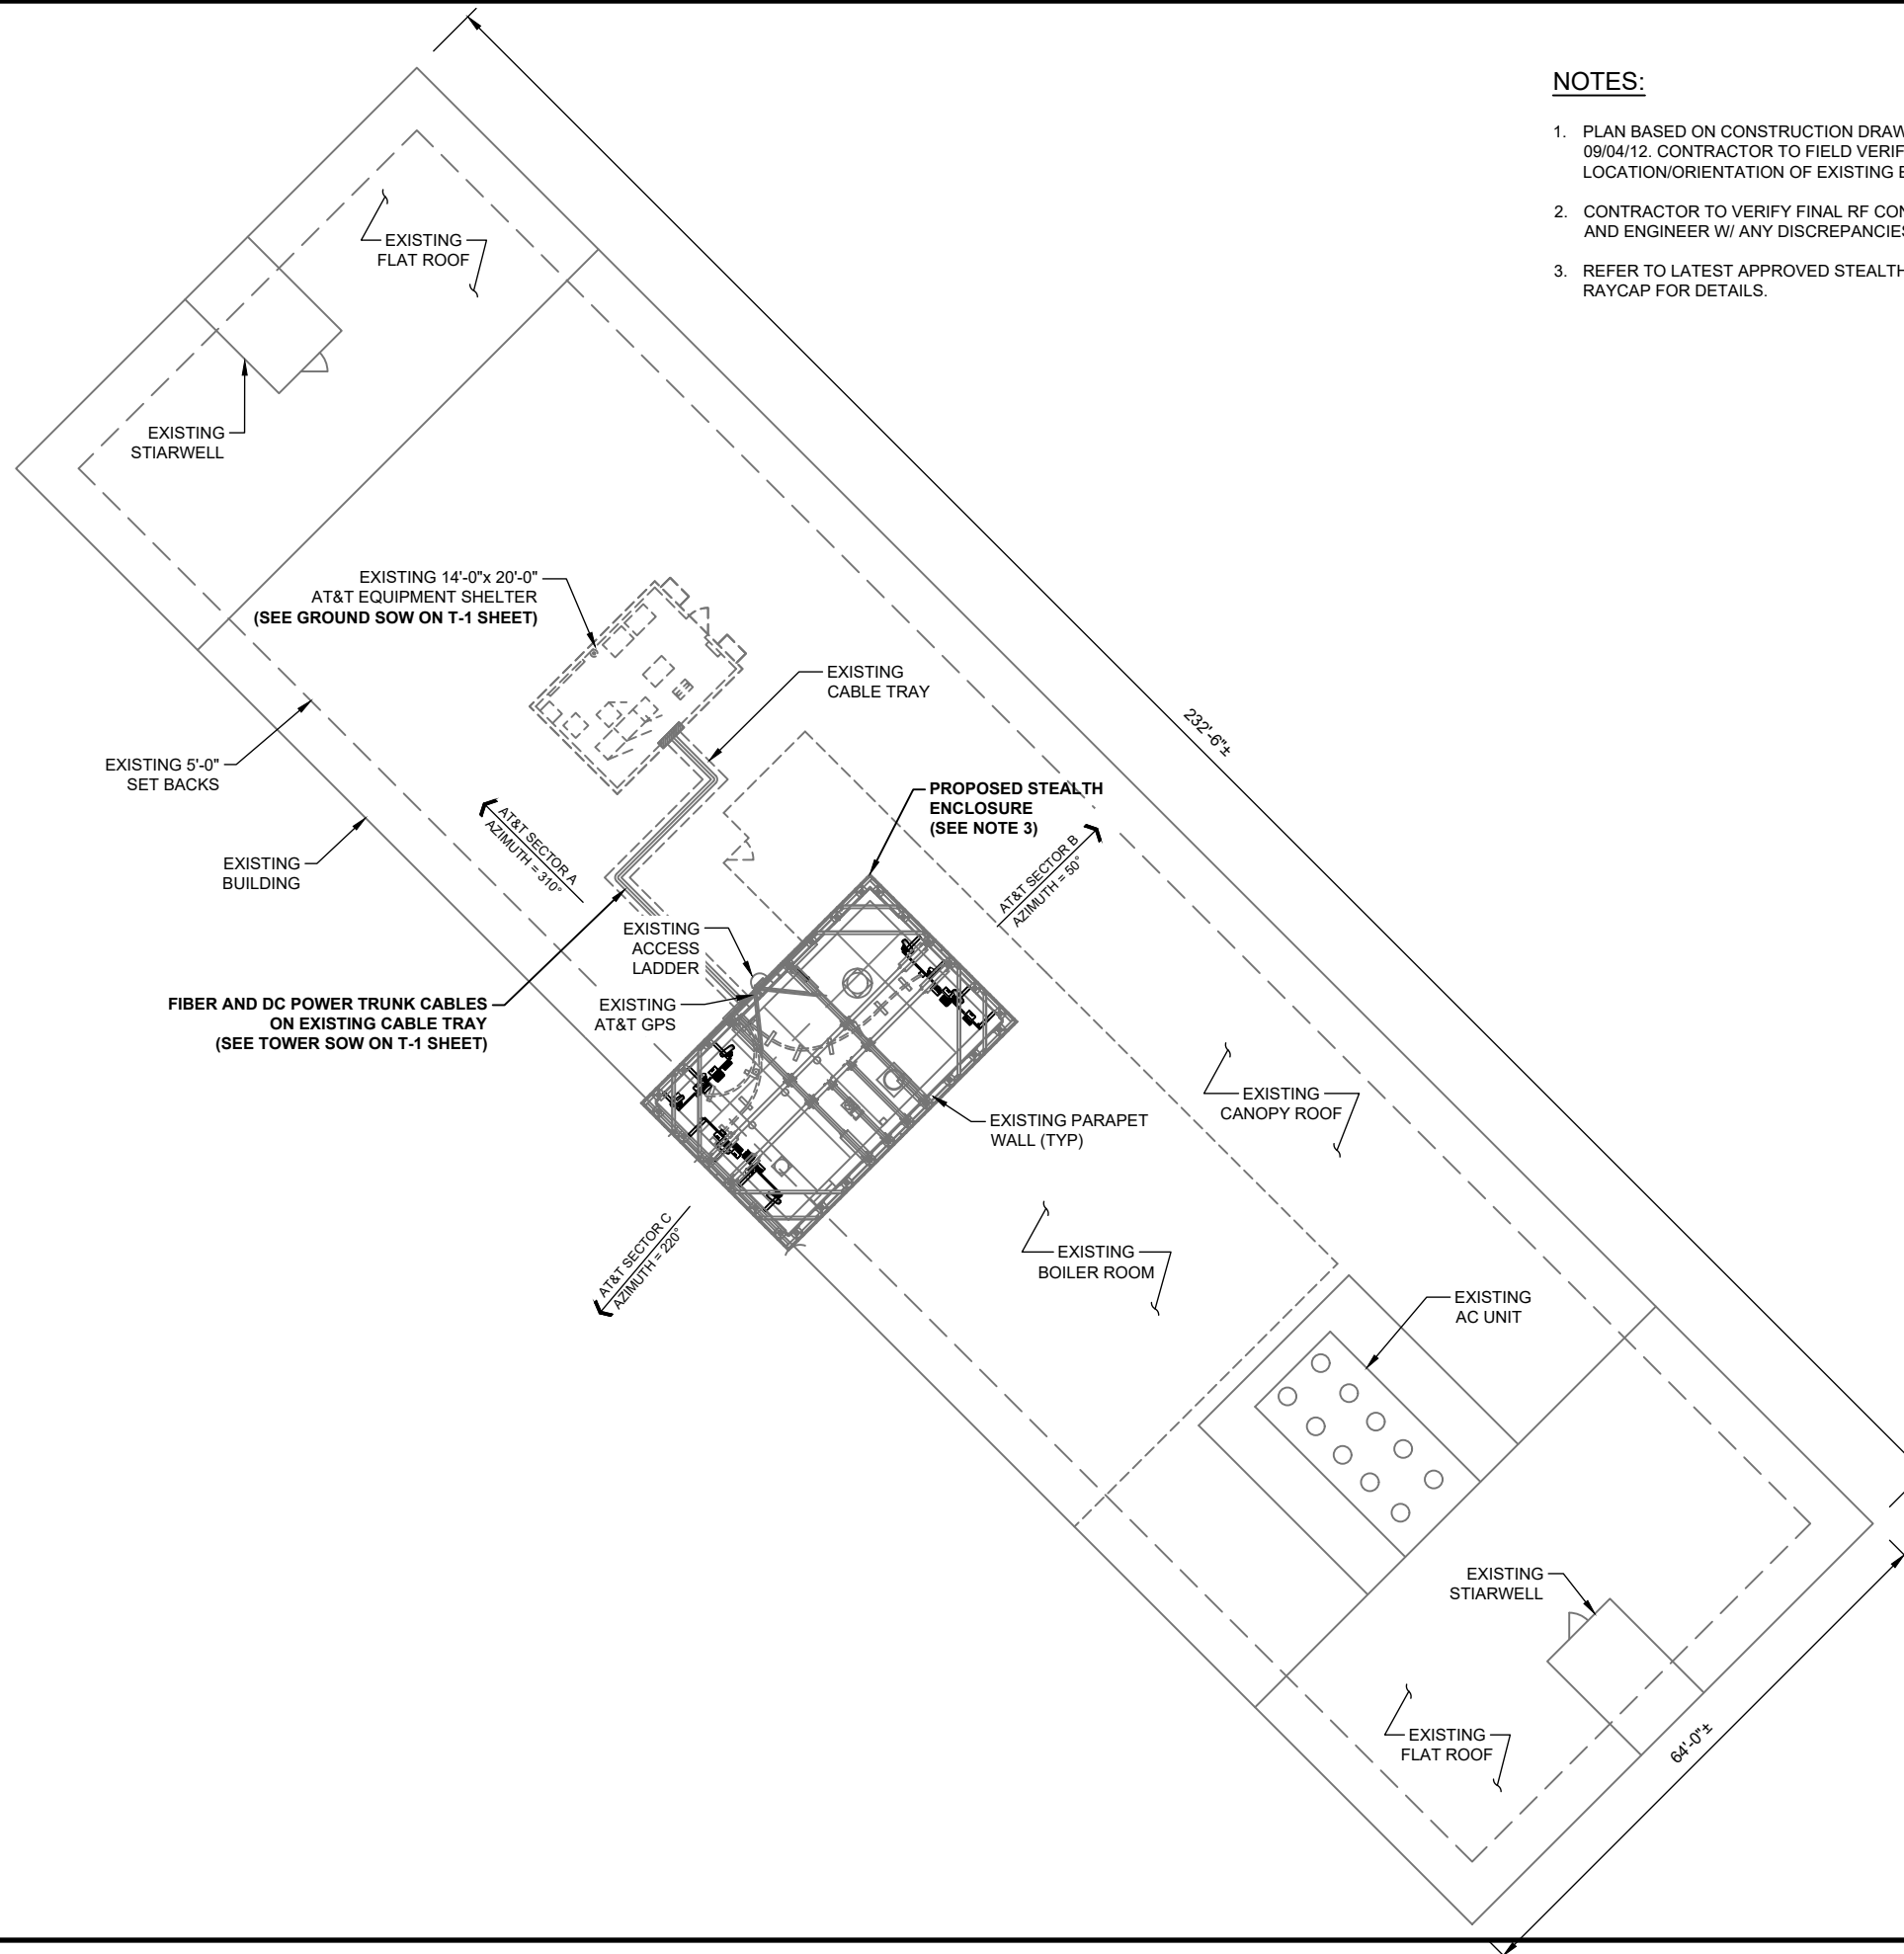 NOTES:
1. PLAN BASED ON CONSTRUCTION
09/04/12. CONTRACTOR TO FIELD
LOCATION/ORIENTATION OF EXISTING
2. CONTRACTOR TO VERIFY FINAL RF
AND ENGINEER W/ ANY
3. REFER TO LATEST APPROVED STEALTH
RAYCAP FOR DETAILS.
EXISTING
FLAT ROOF
EXISTING
STIARWELL
EXISTING 14'-0"x 20'-0"
AT&T EQUIPMENT SHELTER
(SEE GROUND SOW ON T-1 SHEET)
EXISTING
CABLE TRAY
232'-6"±
EXISTING 5'-0"
SET BACKS
PROPOSED STEALTH
ENCLOSURE
(SEE NOTE 3)
AT&T SECTOR A
AZIMUTH = 310°
AT&T SECTOR B
AZIMUTH = 50°
EXISTING
BUILDING
EXISTING
ACCESS
LADDER
EXISTING
AT&T GPS
FIBER AND DC POWER TRUNK CABLES
ON EXISTING CABLE TRAY
(SEE TOWER SOW ON T-1 SHEET)
EXISTING
CANOPY ROOF
EXISTING PARAPET
WALL (TYP)
AT&T SECTOR C
AZIMUTH = 220°
EXISTING
BOILER ROOM
EXISTING
AC UNIT
EXISTING
STIARWELL
EXISTING
FLAT ROOF
64'-0"±